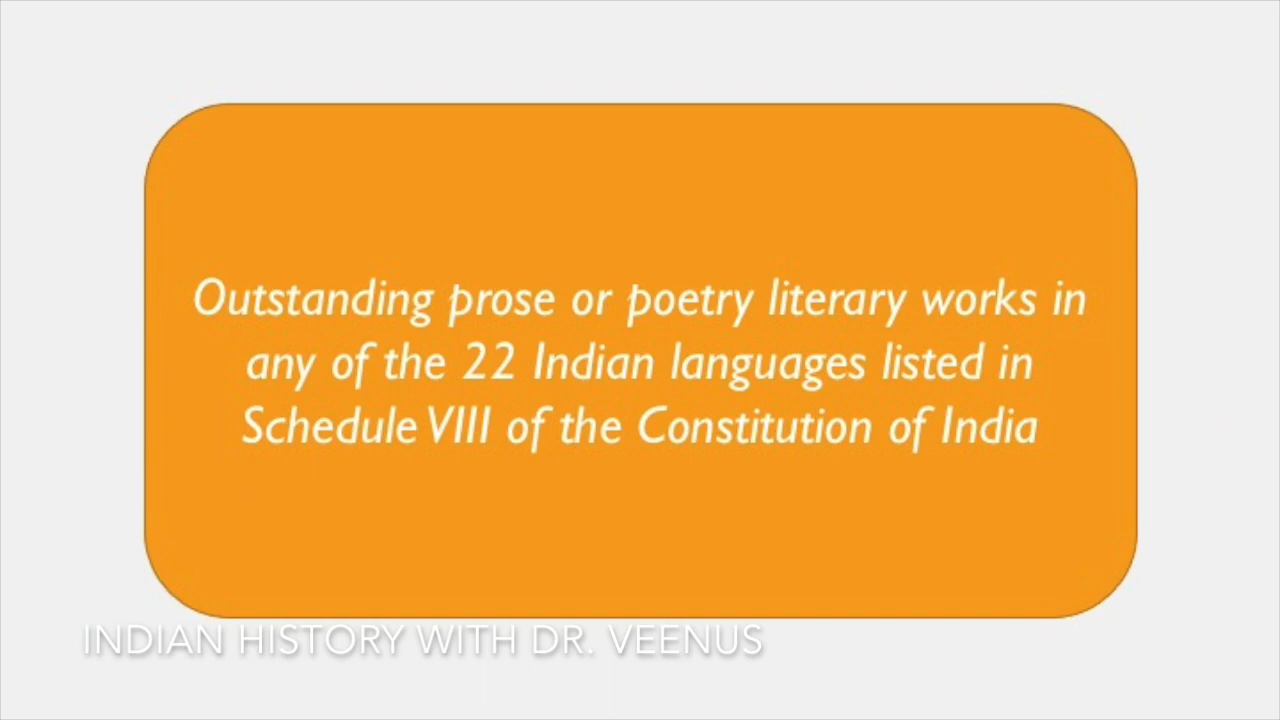 Outstanding prose or poetry literary works in
any of the 22 Indian languages listed in
Schedule VIII of the Constitution of India
INDIAN HISTORY WITH DR. VEENUS